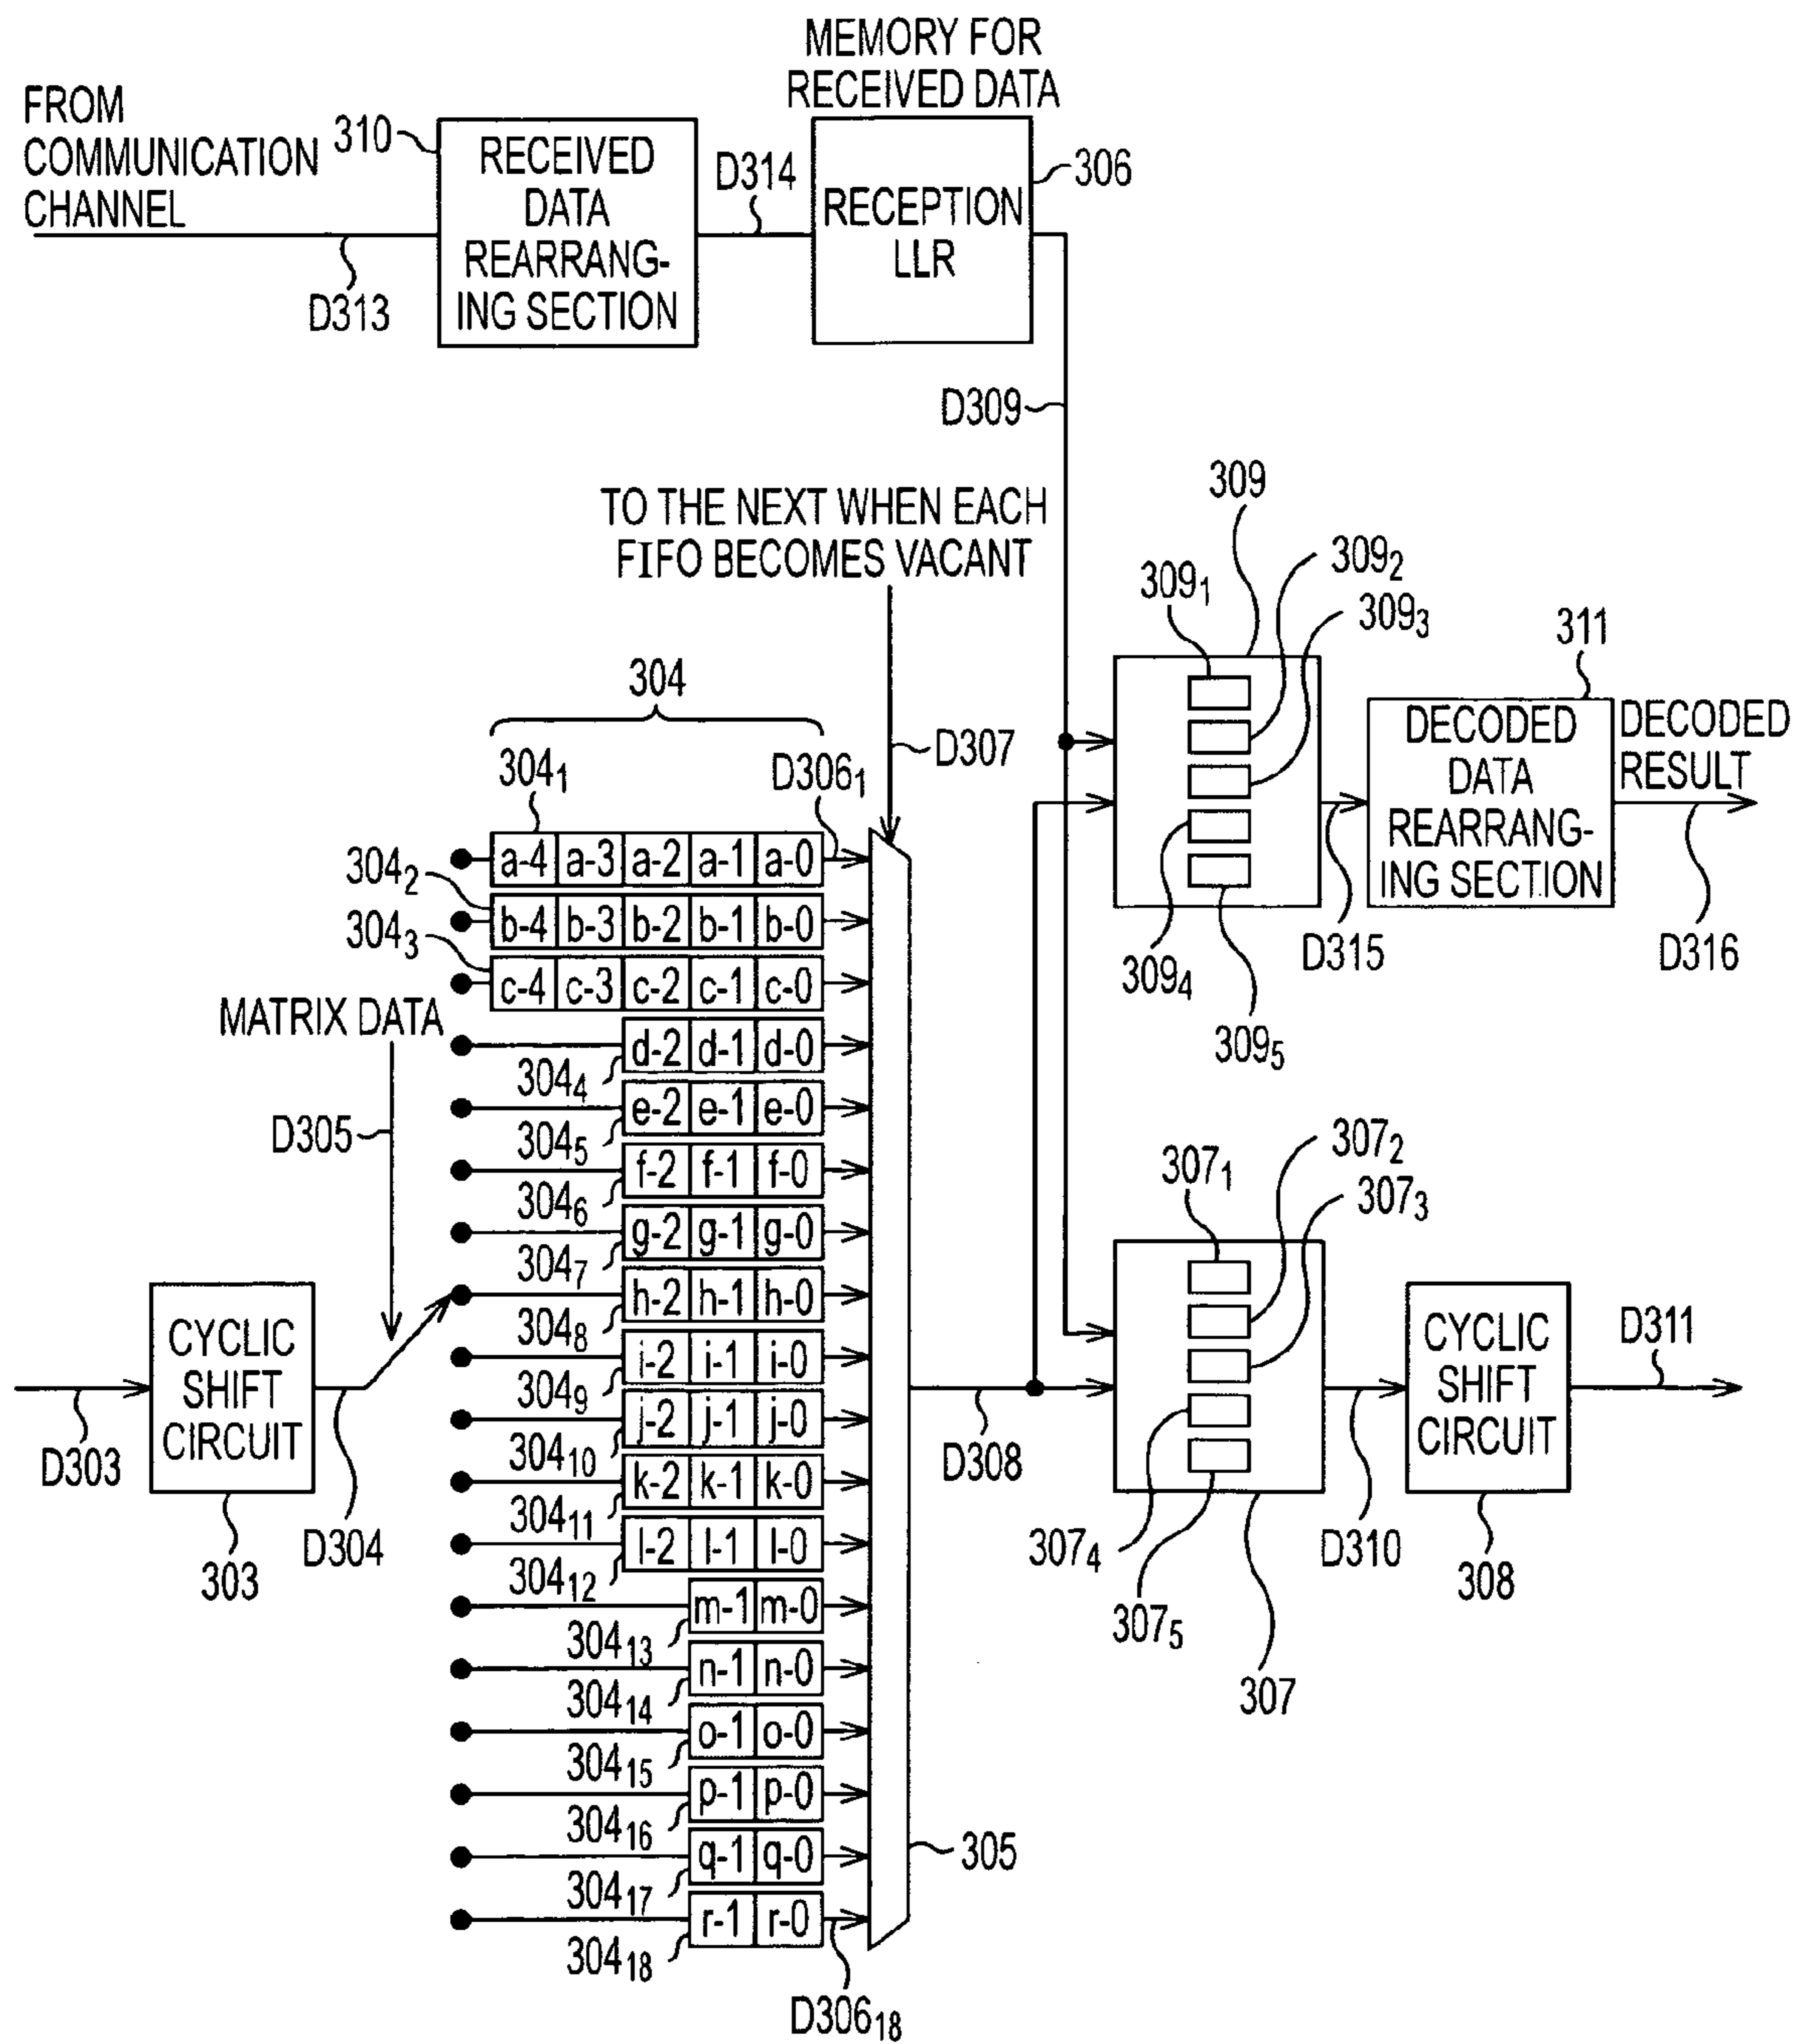 MEMORY FOR
RECEIVED DATA
FROM
COMMUNICATION
CHANNEL
310
RECEIVED
DATA
REARRANG-
ING SECTION
D314
RECEPTION
LLR
306
D313
D309
TO THE NEXT WHEN EACH
FIFO BECOMES VACANT
D307
309
309₁
309₂
309₃
309₄
309₅
311
DECODED
DATA
REARRANG-
ING SECTION
DECODED
RESULT
D315
D316
304
304₁
D306₁
a-4 a-3 a-2 a-1 a-0
304₂
b-4 b-3 b-2 b-1 b-0
304₃
c-4 c-3 c-2 c-1 c-0
MATRIX DATA
D305
d-2 d-1 d-0
304₄
e-2 e-1 e-0
304₅
f-2 f-1 f-0
304₆
g-2 g-1 g-0
304₇
h-2 h-1 h-0
304₈
i-2 i-1 i-0
304₉
j-2 j-1 j-0
304₁₀
k-2 k-1 k-0
304₁₁
l-2 l-1 l-0
304₁₂
m-1 m-0
304₁₃
n-1 n-0
304₁₄
o-1 o-0
304₁₅
p-1 p-0
304₁₆
q-1 q-0
304₁₇
r-1 r-0
304₁₈
D306₁₈
305
D303
CYCLIC
SHIFT
CIRCUIT
303
D304
D308
307₁
307₂
307₃
307₄
307₅
307
D310
CYCLIC
SHIFT
CIRCUIT
308
D311